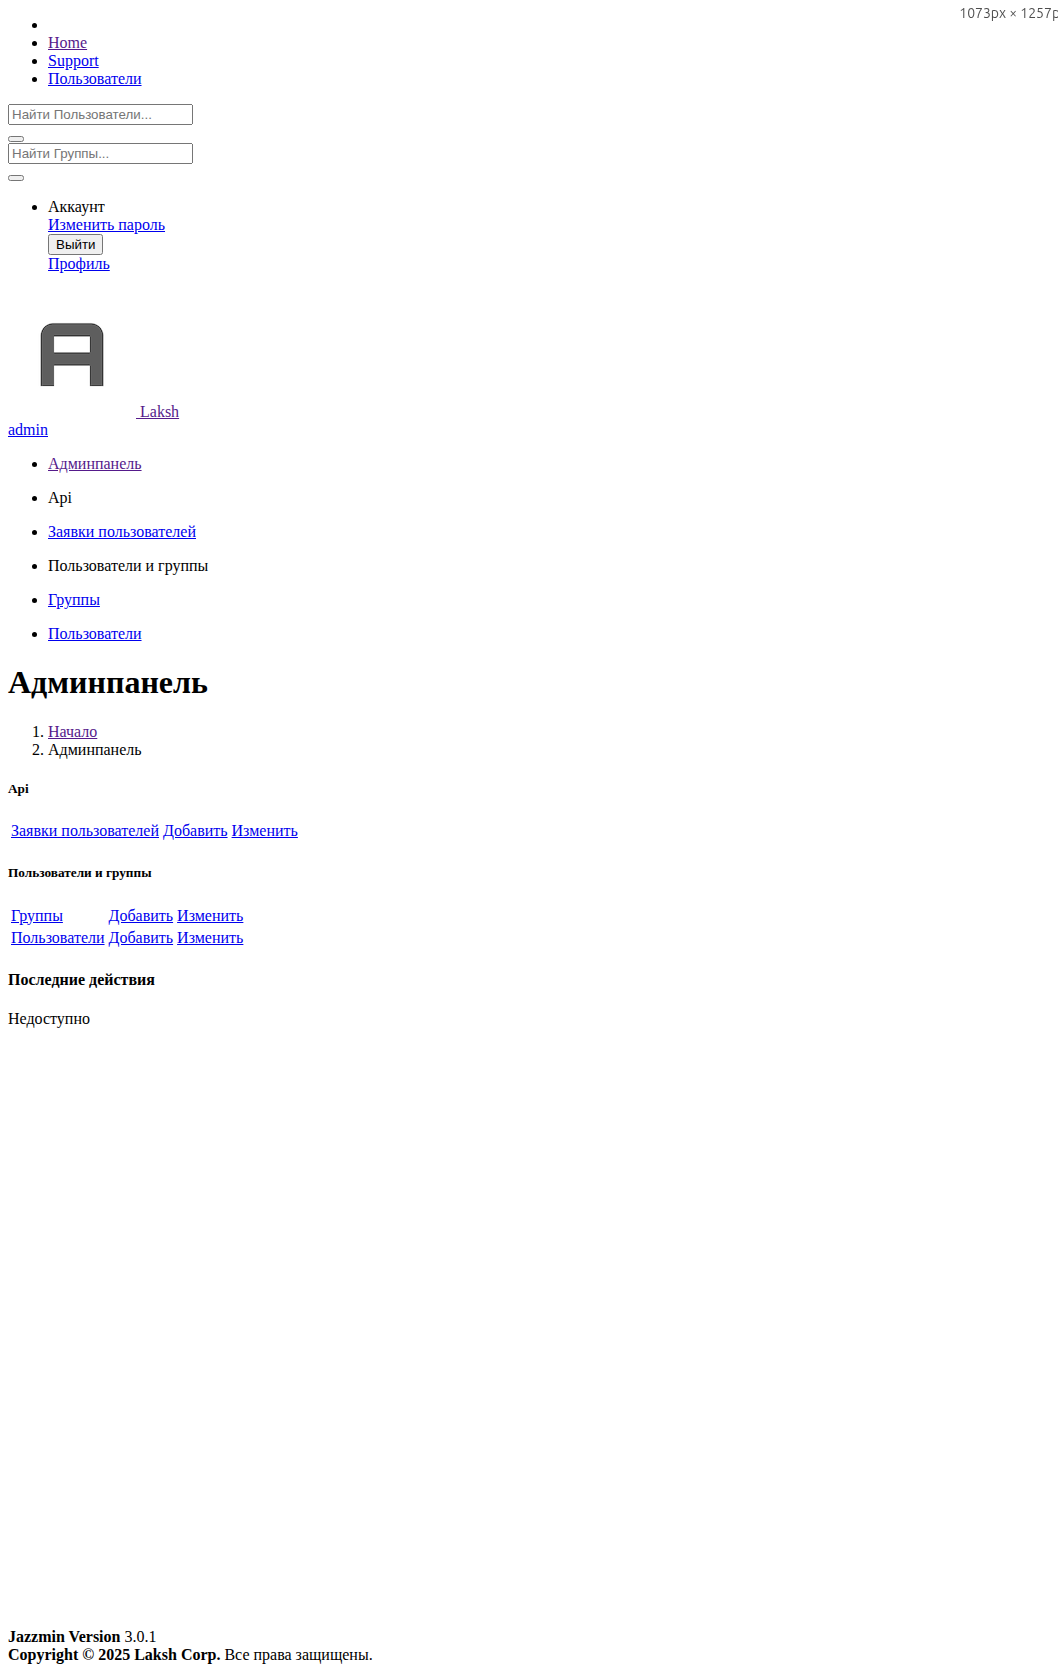 1073px × 1257p
Home
Support
Пользователи
Найти Пользователи...
Найти Группы...
Аккаунт
Изменить пароль
Выйти
Профиль
Laksh
admin
Админпанель
Api
Заявки пользователей
Пользователи и группы
Группы
Пользователи
Админпанель
1. Начало
2. Админпанель
Api
Заявки пользователей Добавить Изменить
Пользователи и группы
Группы Добавить Изменить
Пользователи Добавить Изменить
Последние действия
Недоступно
Jazzmin Version 3.0.1
Copyright © 2025 Laksh Corp. Все права защищены.